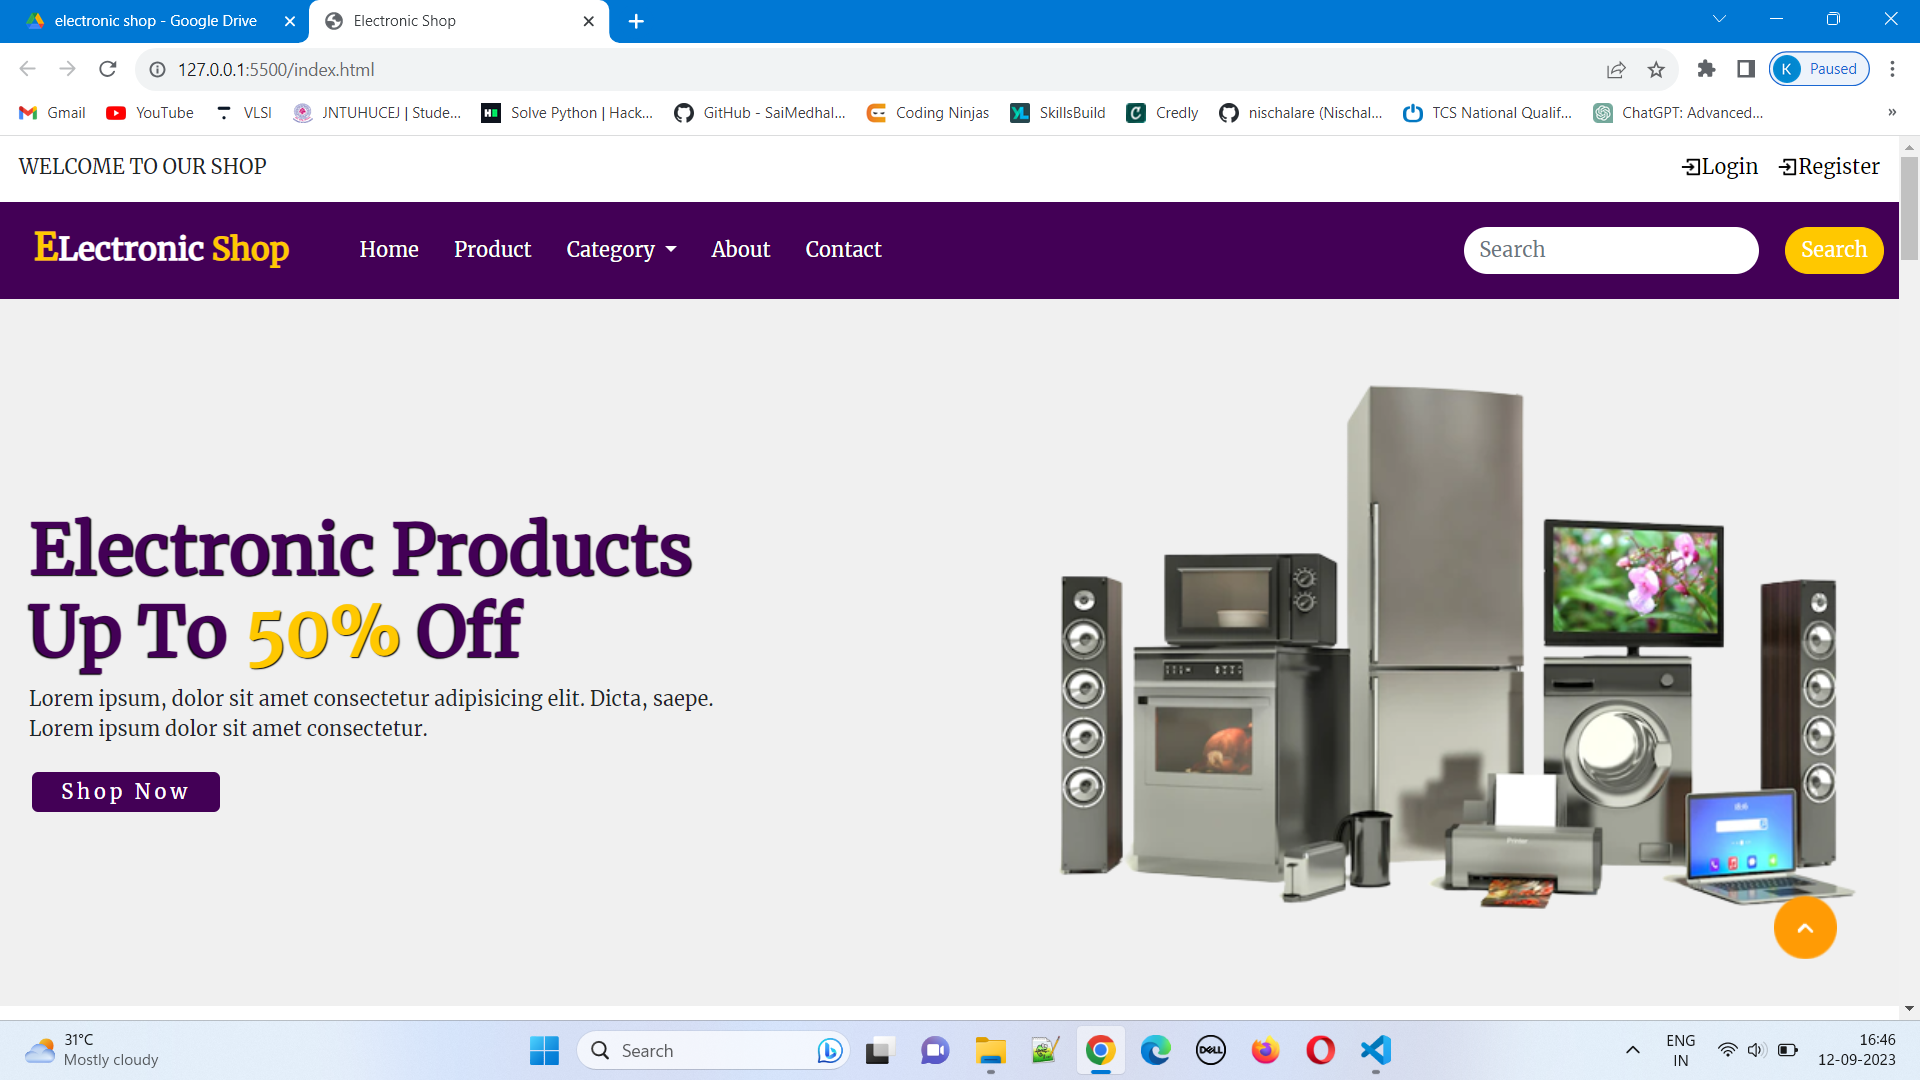 electronic shop - Google Drive
Electronic Shop
127.0.0.1:5500/index.html
K Paused
Gmail
YouTube
VLSI
JNTUHUCEJ | Stude...
Solve Python | Hack...
GitHub - SaiMedhal...
Coding Ninjas
SkillsBuild
Credly
nischalare (Nischal...
TCS National Qualif...
ChatGPT: Advanced...
»
WELCOME TO OUR SHOP
Login
Register
ELectronic Shop
Home
Product
Category
About
Contact
Search
Search
Electronic Products
Up To 50% Off
Lorem ipsum, dolor sit amet consectetur adipisicing elit. Dicta, saepe.
Lorem ipsum dolor sit amet consectetur.
Shop Now
Printer
31°C
Mostly cloudy
Search
DELL
ENG
IN
16:46
12-09-2023